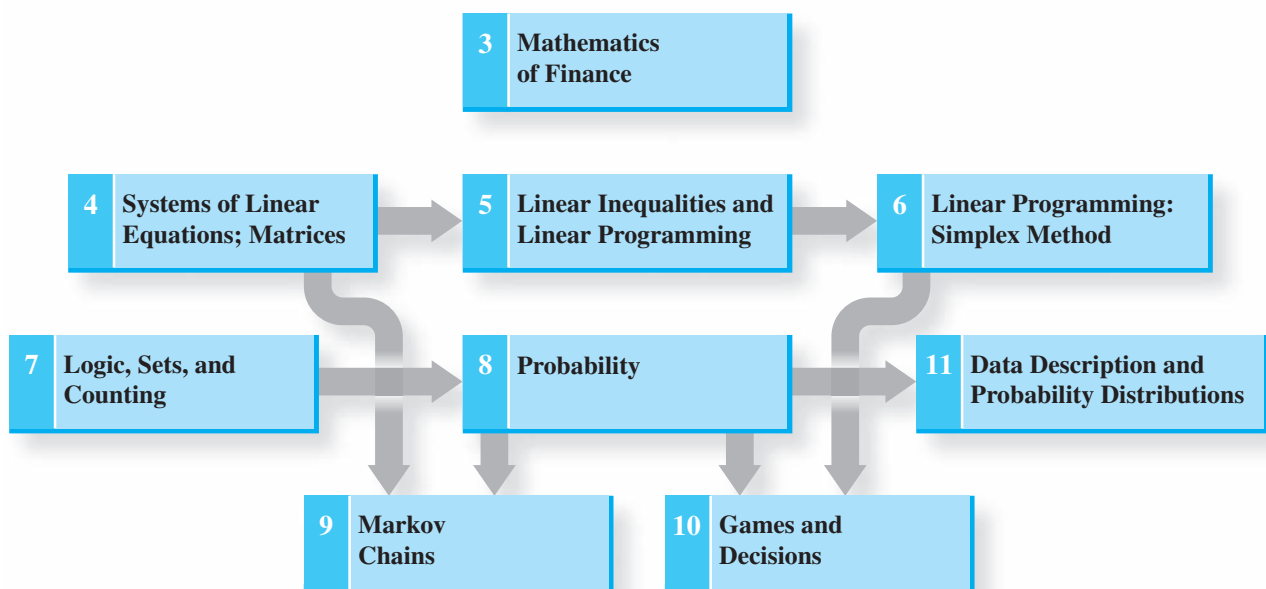 3 Mathematics
of Finance
4 Systems of Linear
Equations; Matrices
5 Linear Inequalities and
Linear Programming
6 Linear Programming:
Simplex Method
7 Logic, Sets, and
Counting
8 Probability
11 Data Description and
Probability Distributions
9 Markov
Chains
10 Games and
Decisions